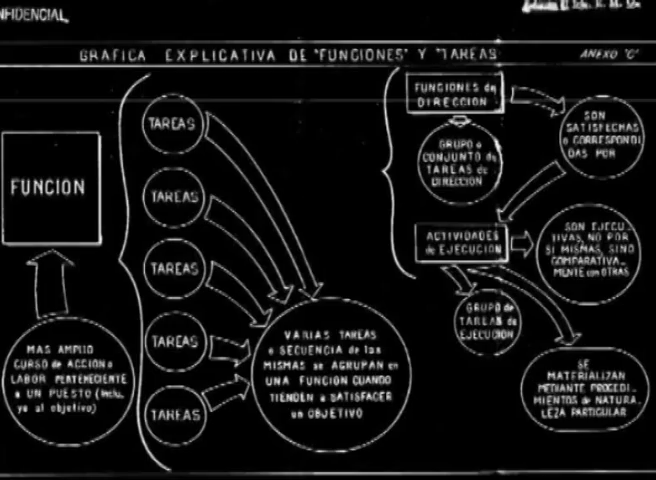 NFIDENCIAL
GRAFICA EXPLICATIVA DE "FUNCIONES" Y "TAREAS"
ANEXO "C"
FUNCION
MAS AMPLIO
CURSO de ACCION o
LABOR PERTENECIENTE
a UN PUESTO (inclu.
ye al objetivo)
TAREAS
TAREAS
TAREAS
TAREAS
TAREAS
VARIAS TAREAS
o SECUENCIA de las
MISMAS se AGRUPAN en
UNA FUNCION CUANDO
TIENDEN a SATISFACER
un OBJETIVO
FUNCIONES de
DIRECCION
GRUPO o
CONJUNTO de
TAREAS de
DIRECCION
SON
SATISFECHAS
o CORRESPONDI
DAS POR
ACTIVIDADES
de EJECUCION
SON EJECU_
TIVAS, NO POR
SI MISMAS, SINO
COMPARATIVA_
MENTE con OTRAS
GRUPO de
TAREAS de
EJECUCION
SE
MATERIALIZAN
MEDIANTE PROCEDI_
MIENTOS de NATURA_
LEZA PARTICULAR